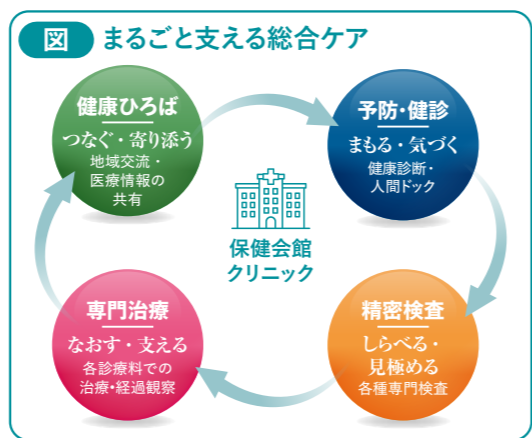 図 まるごと支える総合ケア
健康ひろば
つなぐ・寄り添う
地域交流・
医療情報の
共有
予防・健診
まもる・気づく
健康診断・
人間ドック
保健会館
クリニック
専門治療
なおす・支える
各診療料での
治療・経過観察
精密検査
しらべる・
見極める
各種専門検査